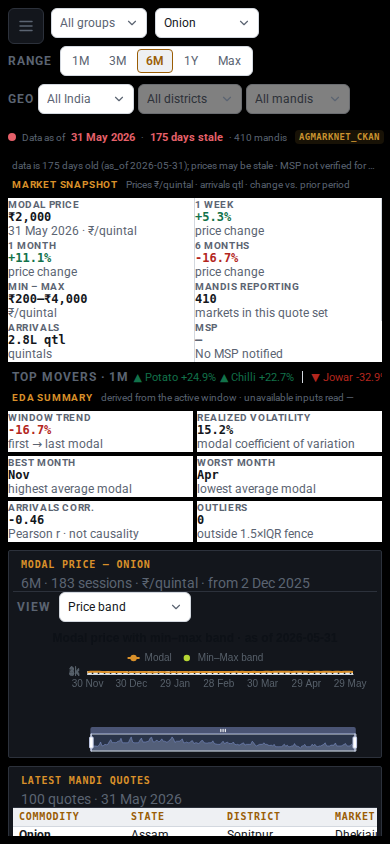 All groups
Onion
RANGE 1M 3M 6M 1Y Max
GEO All India All districts All mandis
Data as of 31 May 2026 · 175 days stale · 410 mandis AGMARKNET_CKAN
data is 175 days old (as_of 2026-05-31); prices may be stale · MSP not verified for ...
MARKET SNAPSHOT Prices ₹/quintal · arrivals qtl · change vs. prior period
MODAL PRICE
₹2,000
31 May 2026 · ₹/quintal
1 WEEK
+5.3%
price change
1 MONTH
+11.1%
price change
6 MONTHS
-16.7%
price change
MIN – MAX
₹200–₹4,000
₹/quintal
MANDIS REPORTING
410
markets in this quote set
ARRIVALS
2.8L qtl
quintals
MSP
—
No MSP notified
TOP MOVERS · 1M ▲ Potato +24.9% ▲ Chilli +22.7% | ▼ Jowar -32.9
EDA SUMMARY derived from the active window · unavailable inputs read —
WINDOW TREND
-16.7%
first → last modal
REALIZED VOLATILITY
15.2%
modal coefficient of variation
BEST MONTH
Nov
highest average modal
WORST MONTH
Apr
lowest average modal
ARRIVALS CORR.
-0.46
Pearson r · not causality
OUTLIERS
0
outside 1.5×IQR fence
MODAL PRICE — ONION
6M · 183 sessions · ₹/quintal · from 2 Dec 2025
VIEW Price band
Modal price with min–max band · as of 2026-05-31
Modal Min–Max band
30 Nov 30 Dec 29 Jan 28 Feb 30 Mar 29 Apr 29 May
LATEST MANDI QUOTES
100 quotes · 31 May 2026
COMMODITY STATE DISTRICT MARKET
Onion Assam Sonitpur